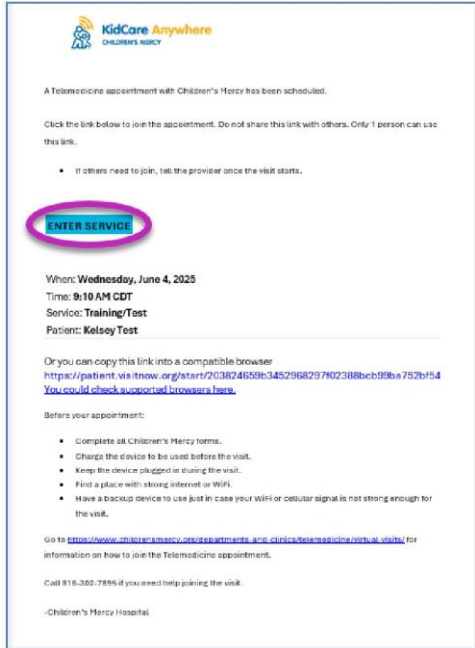 KidCare Anywhere
CHILDREN'S MERCY
A Telemedicine appointment with Children's Mercy has been scheduled.
Click the link below to join the appointment. Do not share this link with others. Only 1 person can use
this link.
• If others need to join, tell the provider once the visit starts.
ENTER SERVICE
When: Wednesday, June 4, 2025
Time: 9:10 AM CDT
Service: Training/Test
Patient: Kelsey Test
Or you can copy this link into a compatible browser
https://patient.visitnow.org/start/203824659b3452968297f02388bcb99ba752bf54
You could check supported browsers here.
Before your appointment:
• Complete all Children's Mercy forms.
• Charge the device to be used before the visit.
• Keep the device plugged in during the visit.
• Find a place with strong internet or WiFi.
• Have a backup device to use just in case your WiFi or cellular signal is not strong enough for
the visit.
Go to https://www.childrensmercy.org/departments-and-clinics/telemedicine/virtual-visits/ for
information on how to join the Telemedicine appointment.
Call 816-302-7895 if you need help joining the visit.
-Children's Mercy Hospital